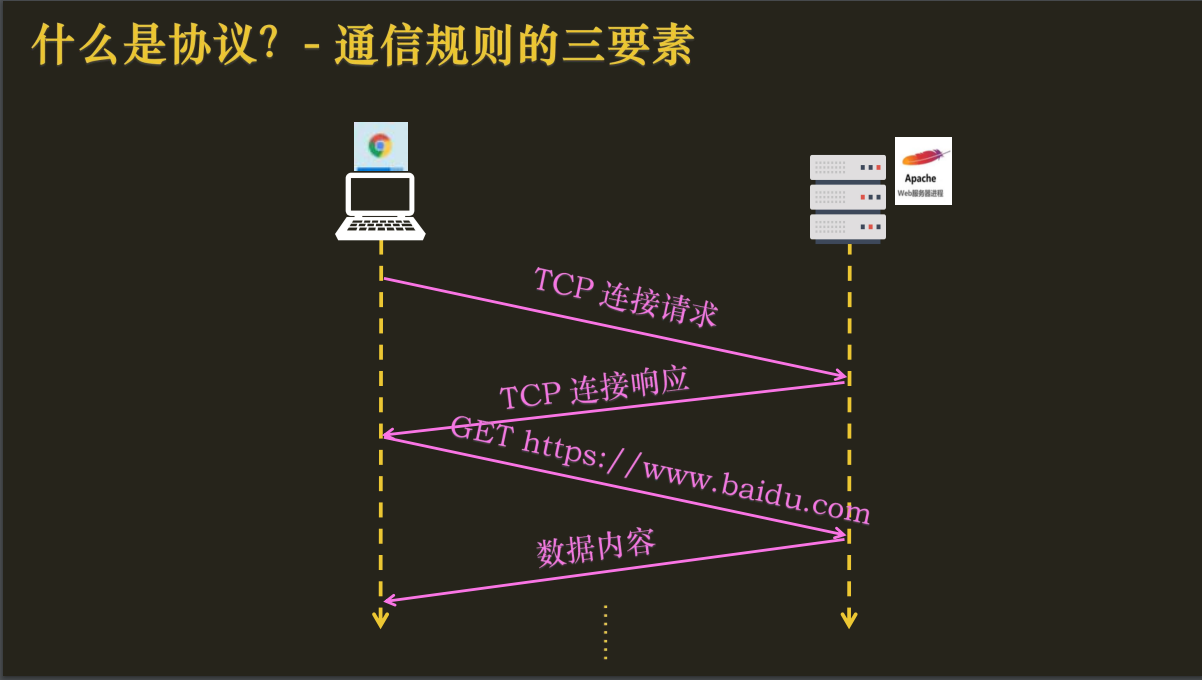 什么是协议？- 通信规则的三要素
Apache
Web服务器进程
TCP 连接请求
TCP 连接响应
GET https://www.baidu.com
数据内容